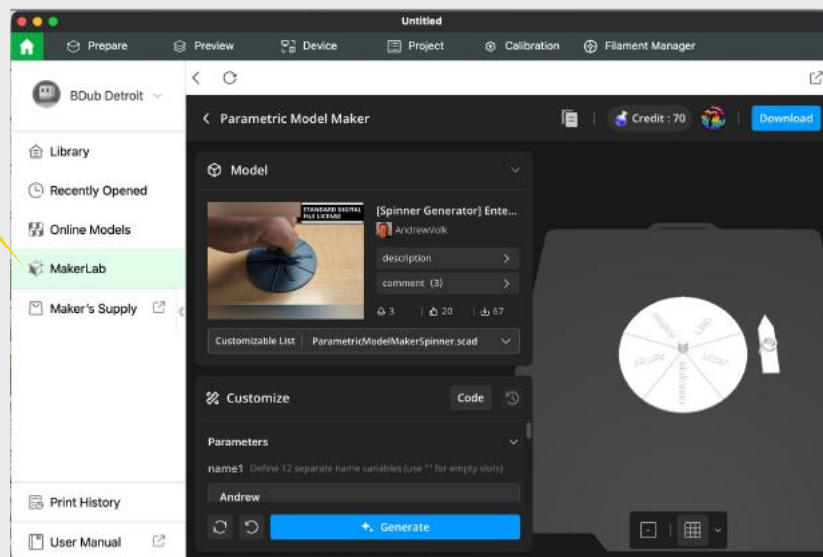 Untitled
Prepare
Preview
Device
Project
Calibration
Filament Manager
BDub Detroit
Library
Recently Opened
Online Models
MakerLab
Maker's Supply
Print History
User Manual
Parametric Model Maker
Credit : 70
Download
Model
STANDARD DIGITAL
FILE LICENSE
[Spinner Generator] Ente...
AndrewVolk
description
comment (3)
3 | 20 | 67
Customizable List | ParametricModelMakerSpinner.scad
Customize
Code
Parameters
name1 Define 12 separate name variables (use "" for empty slots)
Andrew
Generate